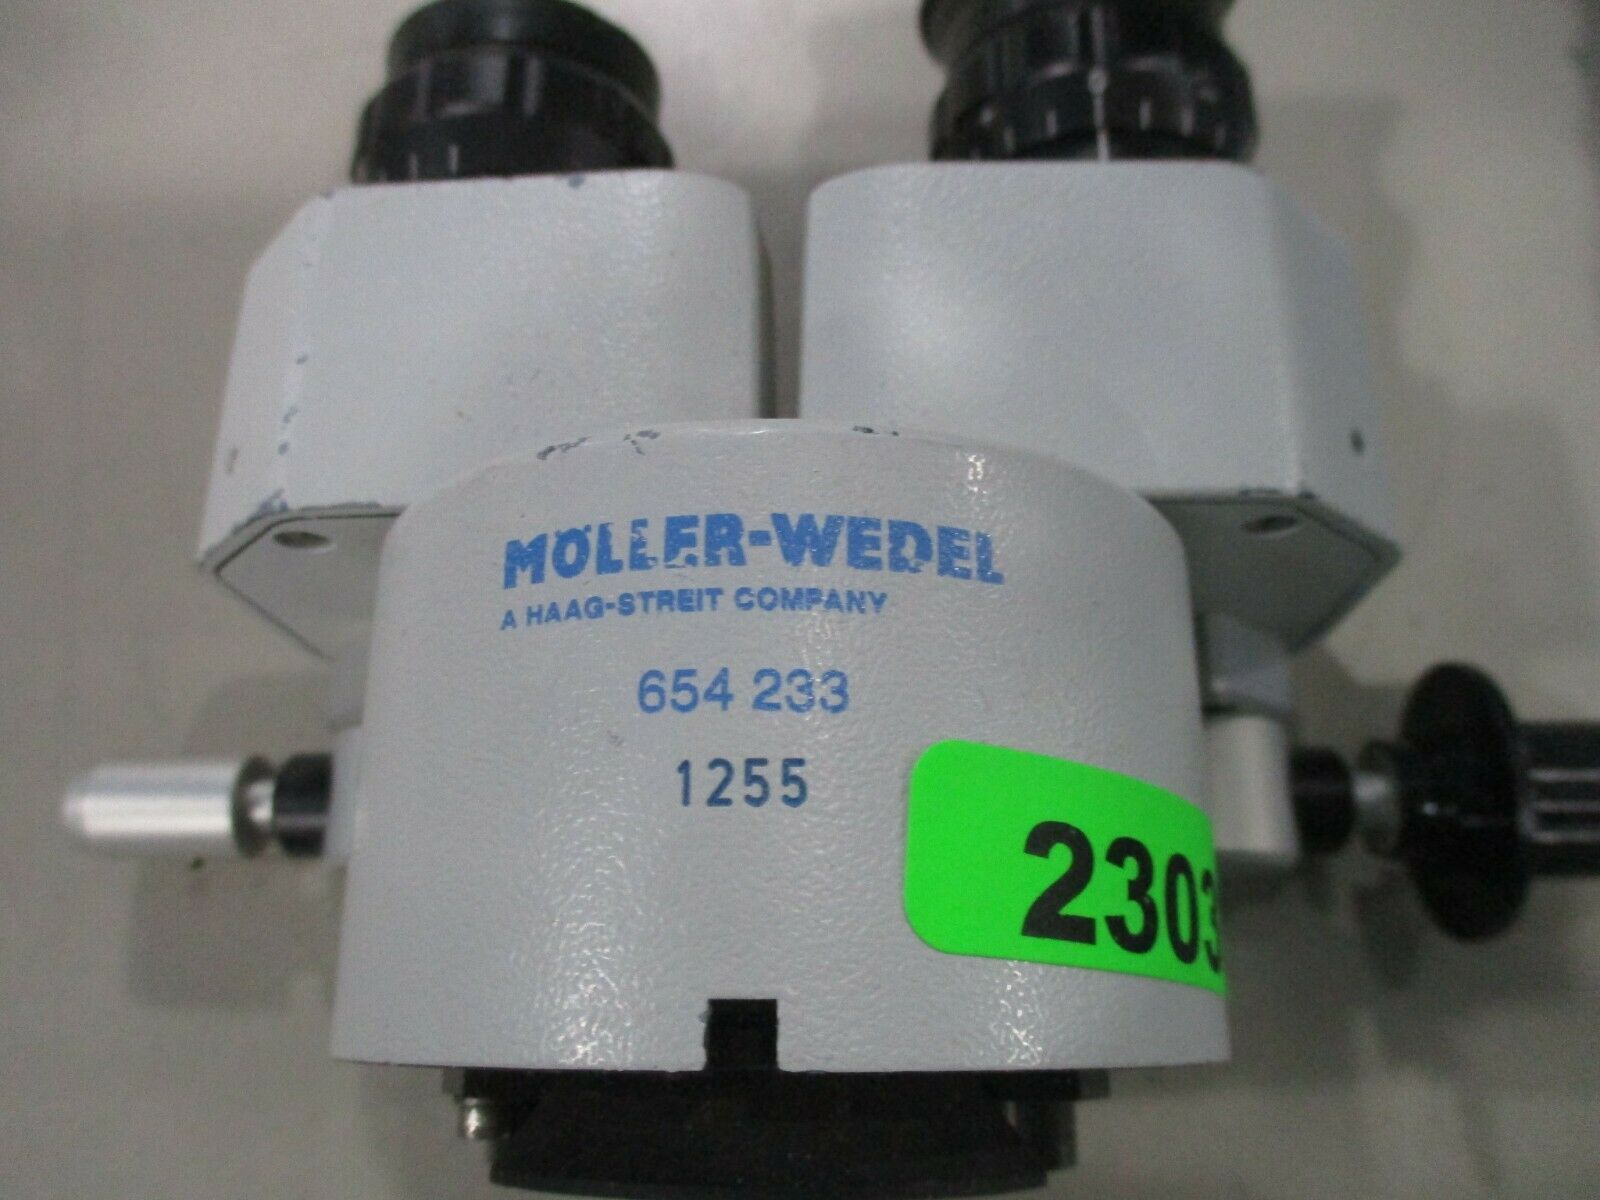 MÖLLER-WEDEL
A HAAG-STREIT COMPANY
654 233
1255
2303